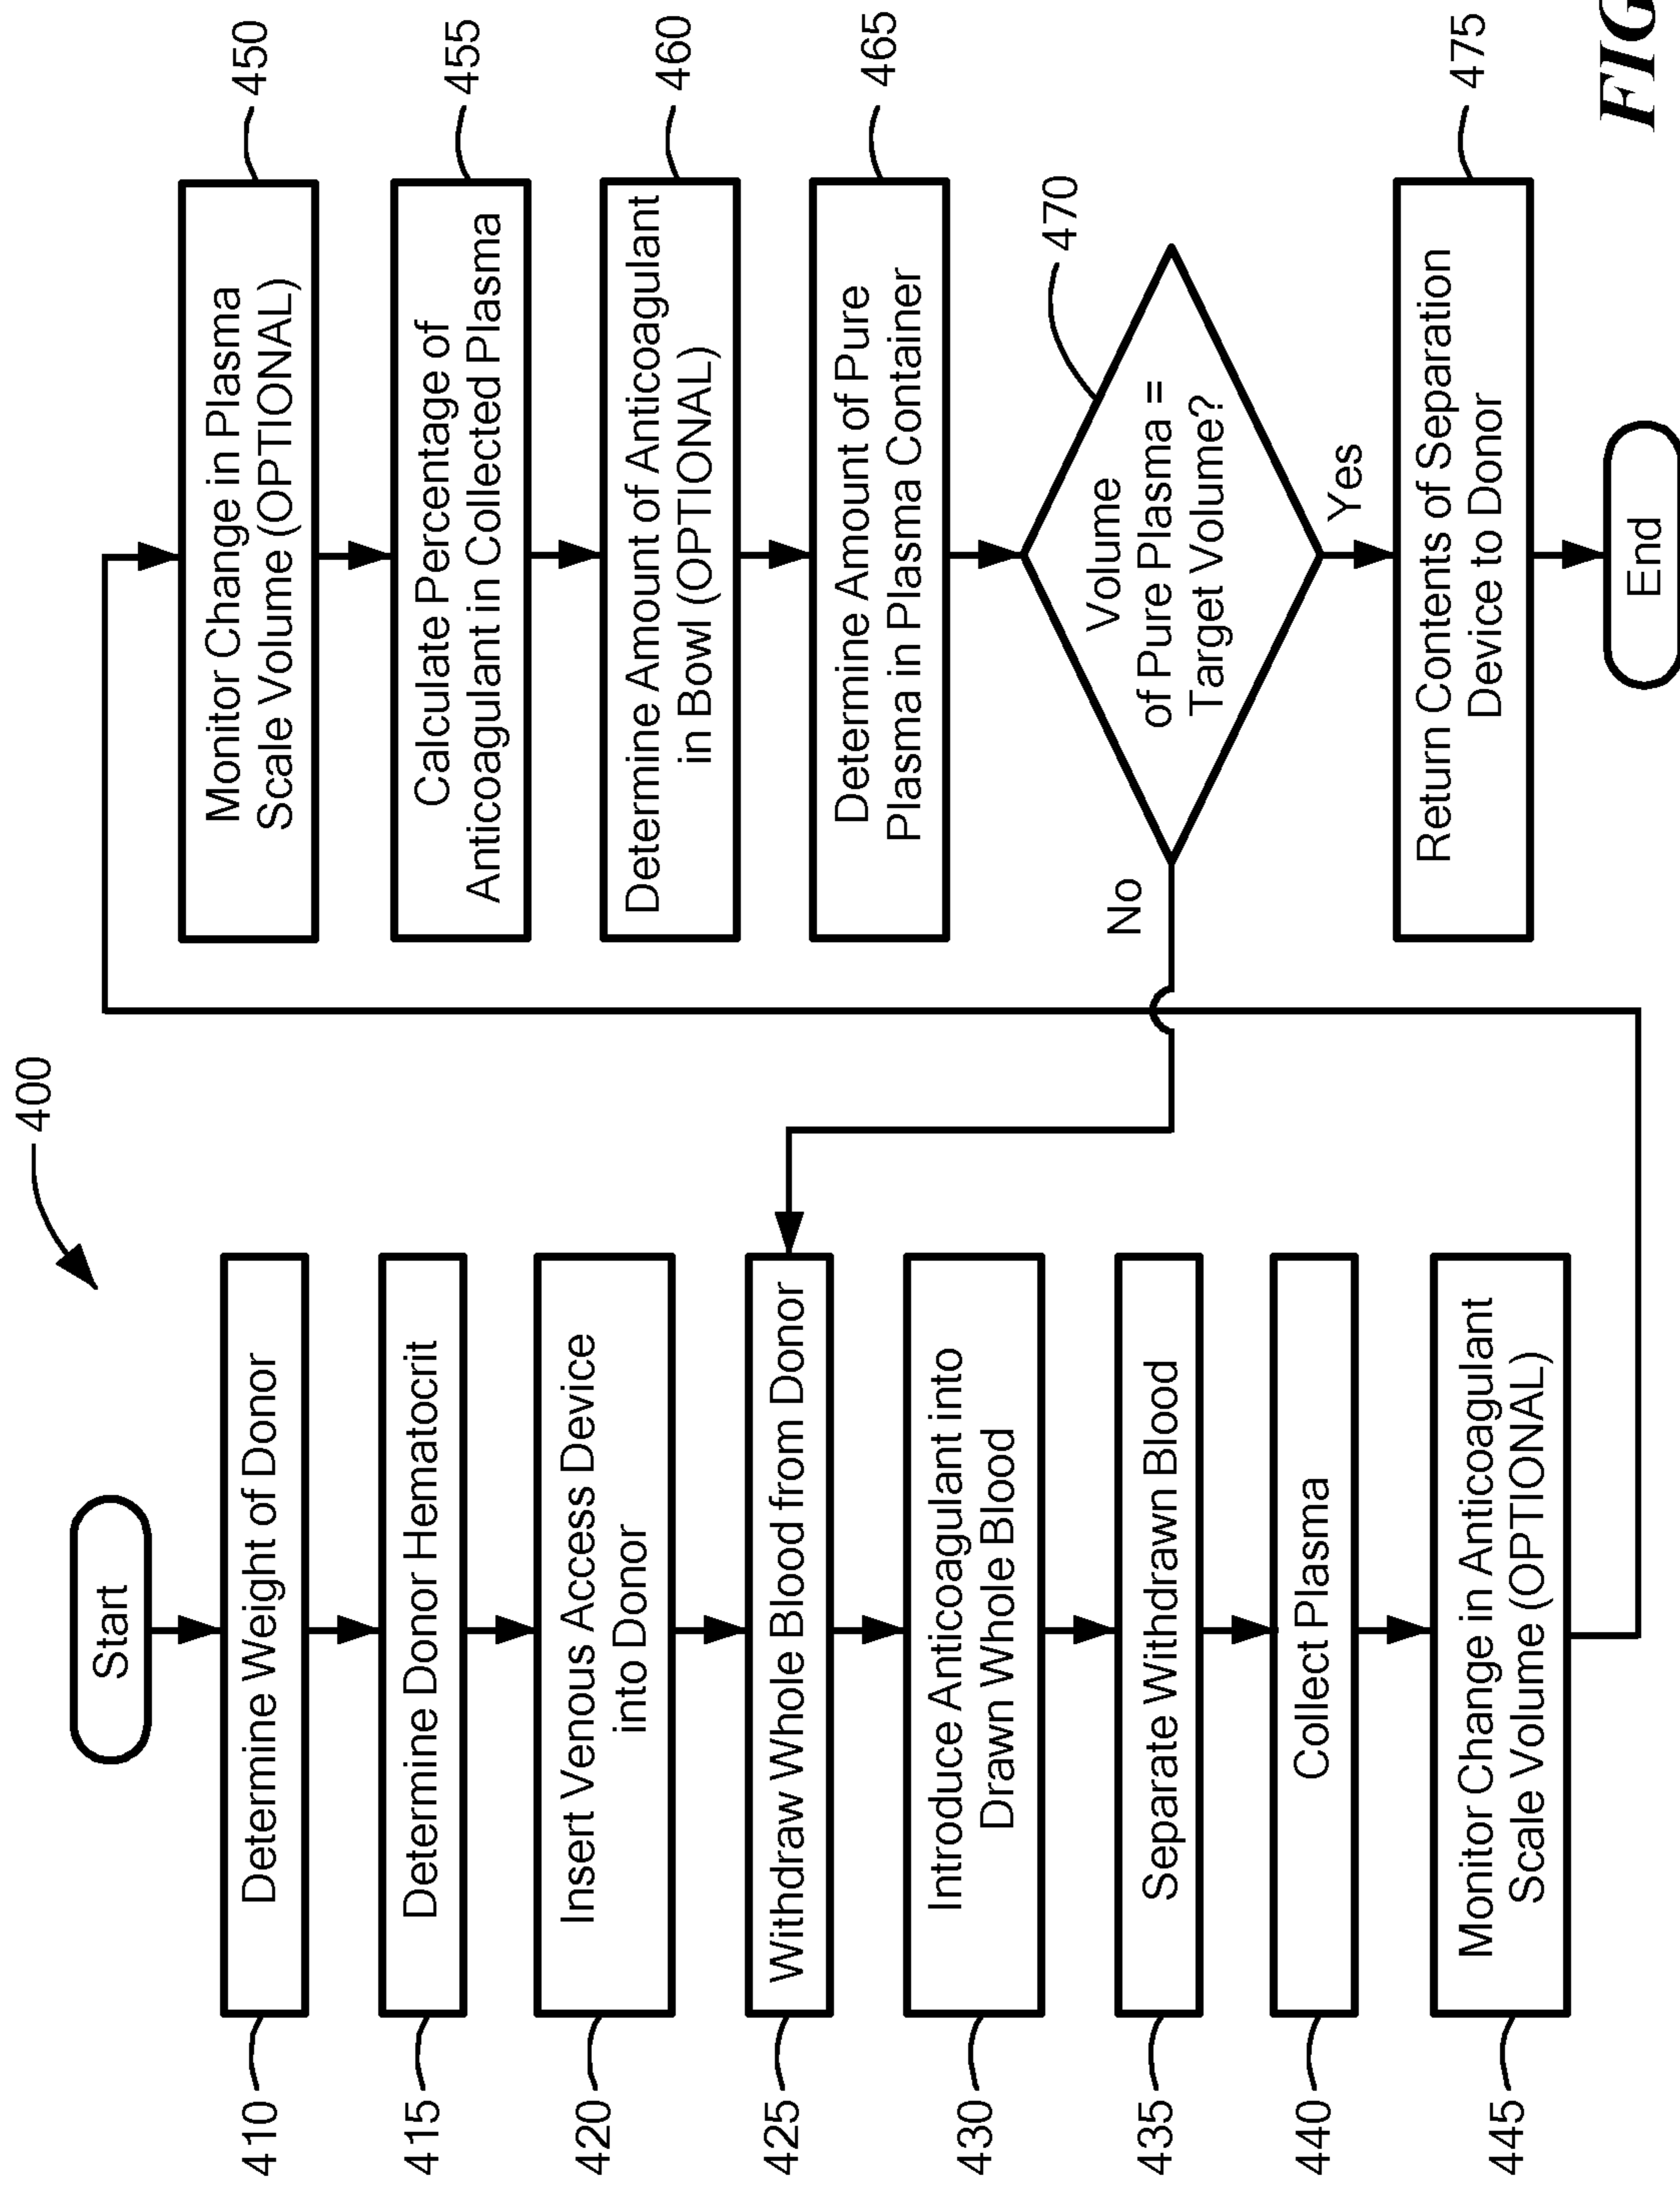 400
Start
Determine Weight of Donor
410
Determine Donor Hematocrit
415
Insert Venous Access Device
into Donor
420
Withdraw Whole Blood from Donor
425
Introduce Anticoagulant into
Drawn Whole Blood
430
Separate Withdrawn Blood
435
Collect Plasma
440
Monitor Change in Anticoagulant
Scale Volume (OPTIONAL)
445
Monitor Change in Plasma
Scale Volume (OPTIONAL)
450
Calculate Percentage of
Anticoagulant in Collected Plasma
455
Determine Amount of Anticoagulant
in Bowl (OPTIONAL)
460
Determine Amount of Pure
Plasma in Plasma Container
465
Volume
of Pure Plasma =
Target Volume?
470
No
Yes
Return Contents of Separation
Device to Donor
475
End
FIG